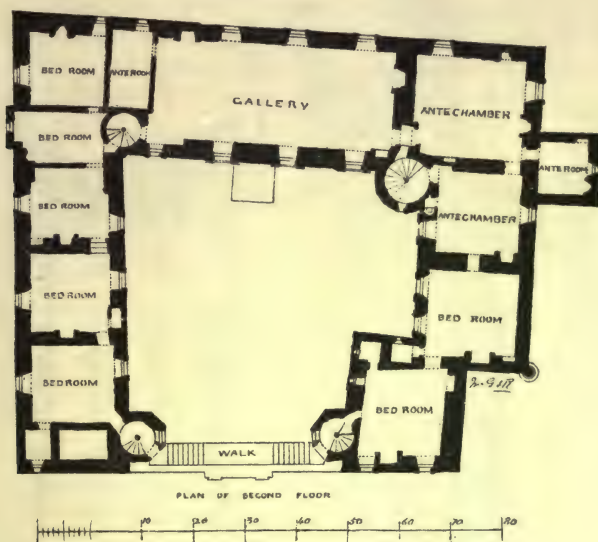 BED ROOM
ANTE ROOM
GALLERY
ANTECHAMBER
BED ROOM
ANTE ROOM
BED ROOM
ANTECHAMBER
BED ROOM
BED ROOM
BEDROOM
BED ROOM
WALK
PLAN OF SECOND FLOOR
10 20 30 40 50 60 70 80